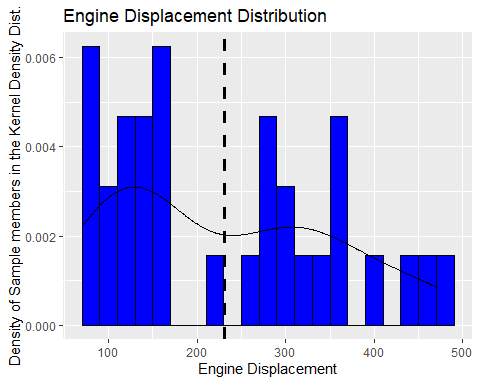 Engine Displacement Distribution
Density of Sample members in the Kernel Density Dist.
0.006
0.004
0.002
0.000
100 200 300 400 500
Engine Displacement